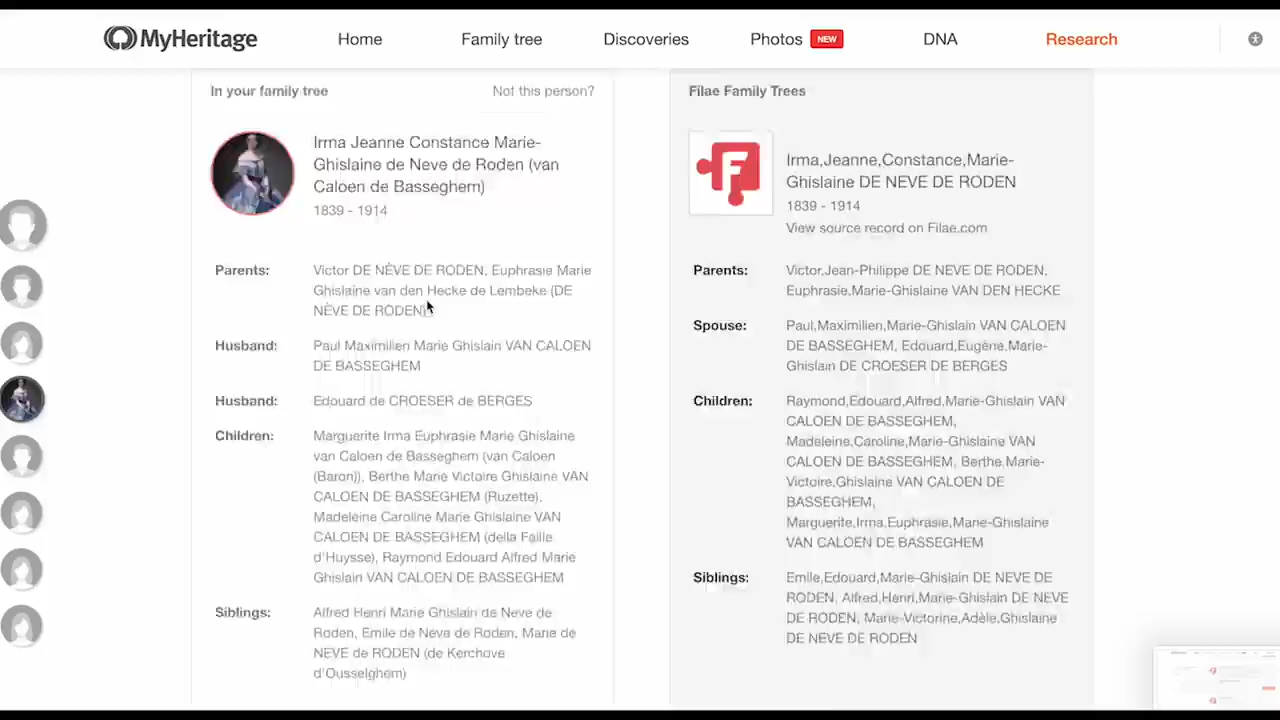 MyHeritage Home Family tree Discoveries Photos NEW DNA Research
In your family tree Not this person?
Irma Jeanne Constance Marie-
Ghislaine de Neve de Roden (van
Caloen de Basseghem)
1839 - 1914
Parents: Victor DE NÈVE DE RODEN, Euphrasie Marie
Ghislaine van den Hecke de Lembeke (DE
NÈVE DE RODEN)
Husband: Paul Maximilien Marie Ghislain VAN CALOEN
DE BASSEGHEM
Husband: Edouard de CROESER de BERGES
Children: Marguerite Irma Euphrasie Marie Ghislaine
van Caloen de Basseghem (van Caloen
(Baron)), Berthe Marie Victoire Ghislaine VAN
CALOEN DE BASSEGHEM (Ruzette),
Madeleine Caroline Marie Ghislaine VAN
CALOEN DE BASSEGHEM (della Faille
d'Huysse), Raymond Edouard Alfred Marie
Ghislain VAN CALOEN DE BASSEGHEM
Siblings: Alfred Henri Marie Ghislain de Neve de
Roden, Emile de Neve de Roden, Marie de
NEVE de RODEN (de Kerchove
d'Ousselghem)
Filae Family Trees
F
Irma,Jeanne,Constance,Marie-
Ghislaine DE NEVE DE RODEN
1839 - 1914
View source record on Filae.com
Parents: Victor,Jean-Philippe DE NEVE DE RODEN,
Euphrasie,Marie-Ghislaine VAN DEN HECKE
Spouse: Paul,Maximilien,Marie-Ghislain VAN CALOEN
DE BASSEGHEM, Edouard,Eugène,Marie-
Ghislain DE CROESER DE BERGES
Children: Raymond,Edouard,Alfred,Marie-Ghislain VAN
CALOEN DE BASSEGHEM,
Madeleine,Caroline,Marie-Ghislaine VAN
CALOEN DE BASSEGHEM, Berthe,Marie-
Victoire,Ghislaine VAN CALOEN DE
BASSEGHEM,
Marguerite,Irma,Euphrasie,Marie-Ghislaine
VAN CALOEN DE BASSEGHEM
Siblings: Emile,Edouard,Marie-Ghislain DE NEVE DE
RODEN, Alfred,Henri,Marie-Ghislain DE NEVE
DE RODEN, Marie-Victorine,Adèle,Ghislaine
DE NEVE DE RODEN